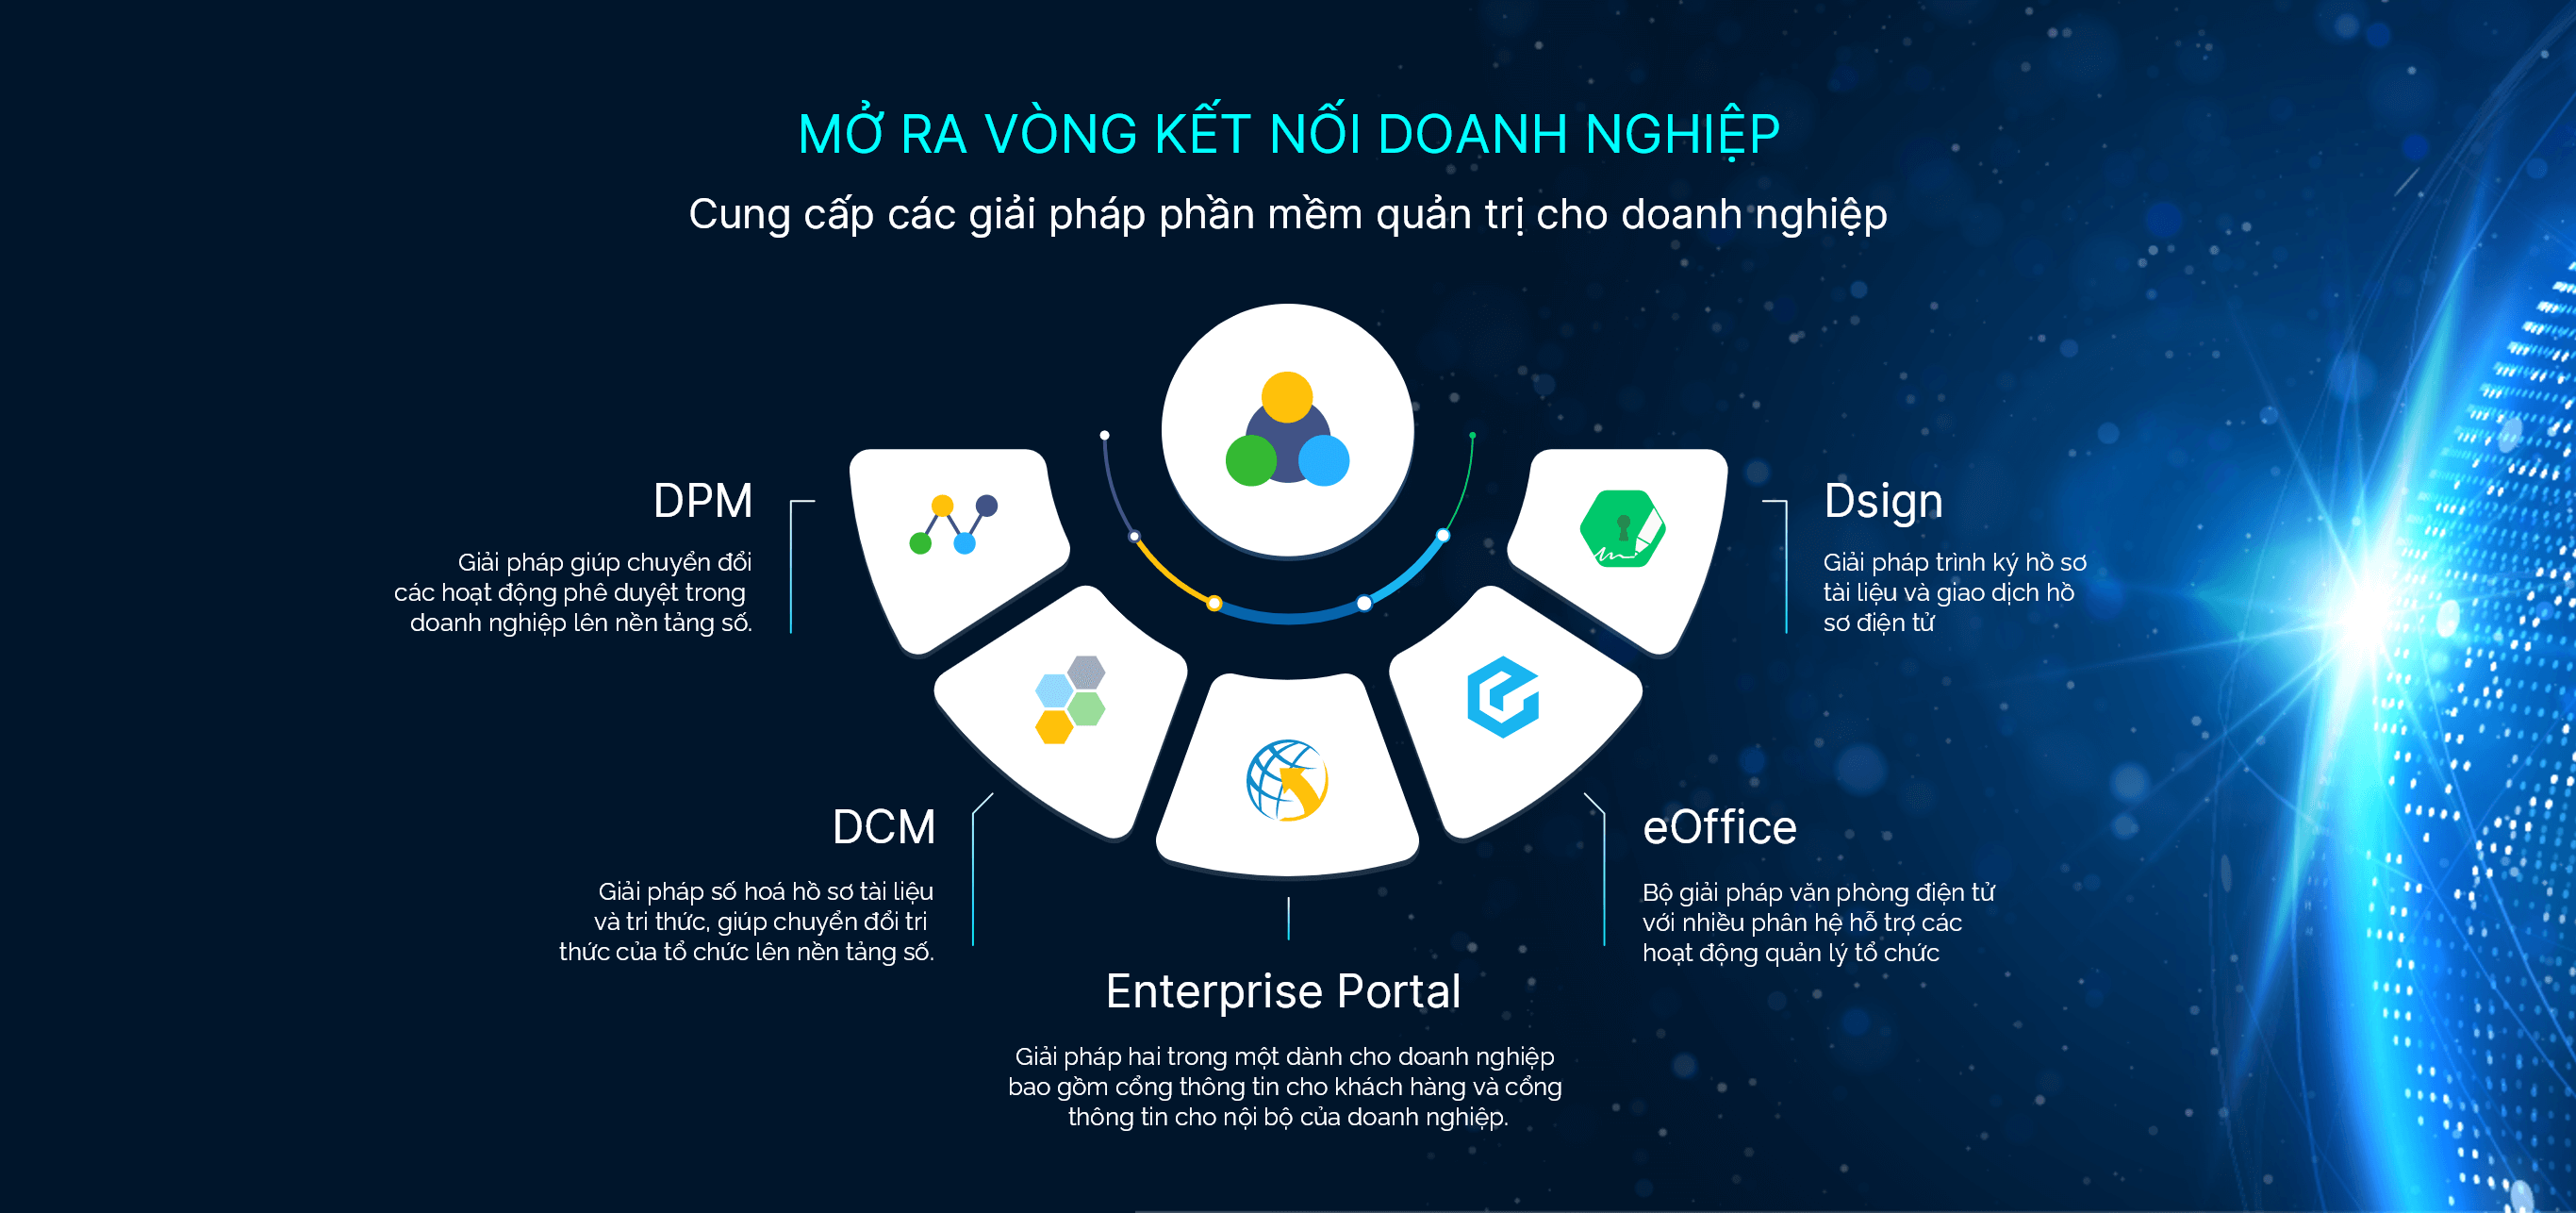 MỞ RA VÒNG KẾT NỐI DOANH NGHIỆP
Cung cấp các giải pháp phần mềm quản trị cho doanh nghiệp
DPM
Giải pháp giúp chuyển đổi
các hoạt động phê duyệt trong
doanh nghiệp lên nền tảng số.
Dsign
Giải pháp trình ký hồ sơ
tài liệu và giao dịch hồ
sơ điện tử
DCM
Giải pháp số hoá hồ sơ tài liệu
và tri thức, giúp chuyển đổi tri
thức của tổ chức lên nền tảng số.
eOffice
Bộ giải pháp văn phòng điện tử
với nhiều phân hệ hỗ trợ các
hoạt động quản lý tổ chức
Enterprise Portal
Giải pháp hai trong một dành cho doanh nghiệp
bao gồm cổng thông tin cho khách hàng và cổng
thông tin cho nội bộ của doanh nghiệp.